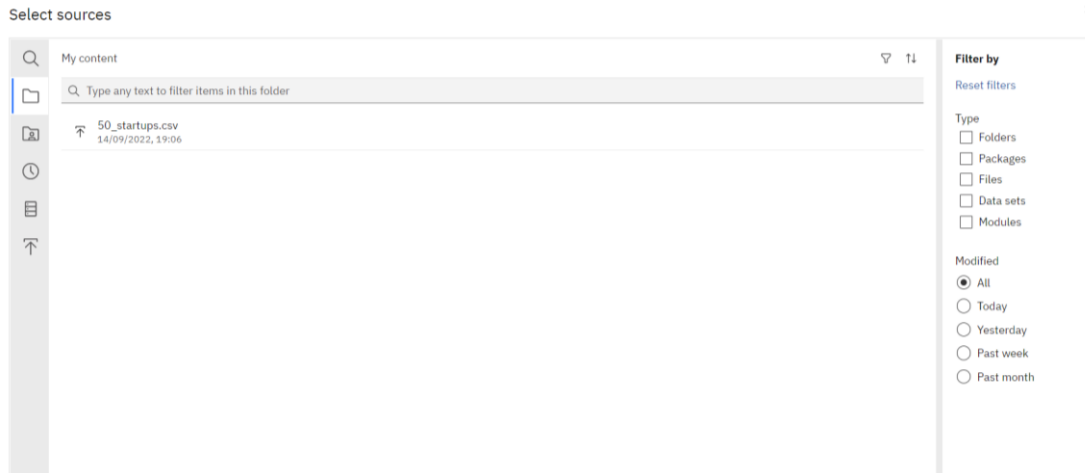 Select sources
My content
Type any text to filter items in this folder
50_startups.csv
14/09/2022, 19:06
Filter by
Reset filters
Type
Folders
Packages
Files
Data sets
Modules
Modified
All
Today
Yesterday
Past week
Past month